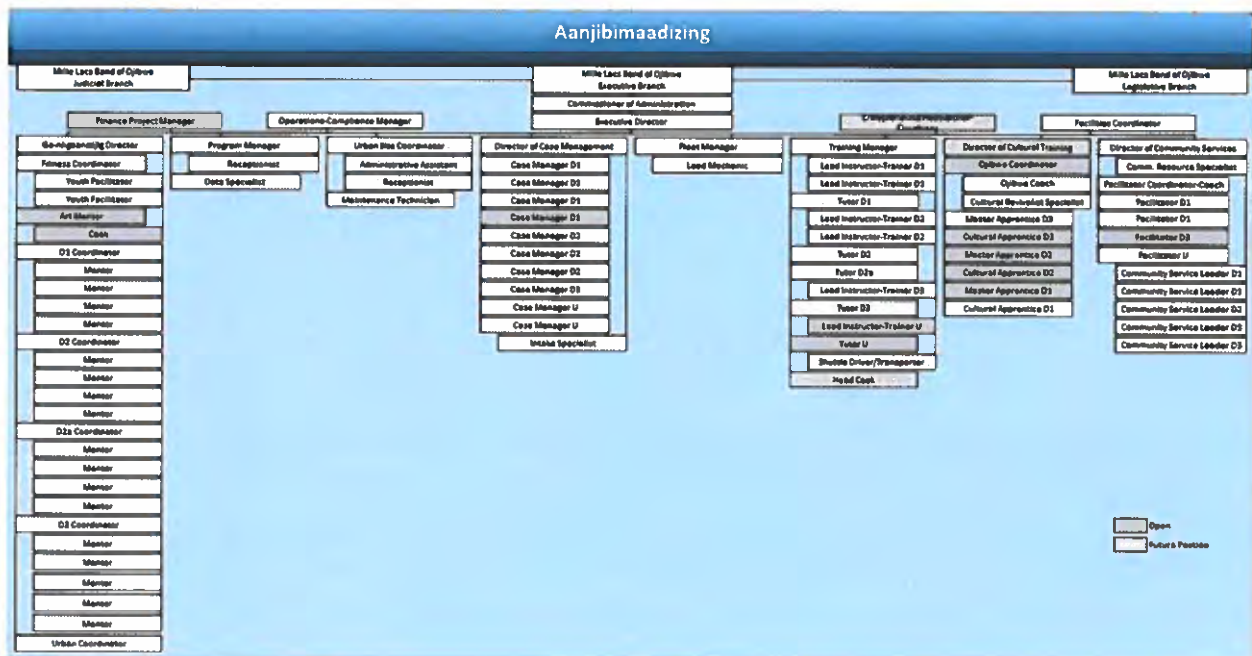 Aanjibimaadizing
Mille Lacs Band of Ojibwe
Judicial Branch
Mille Lacs Band of Ojibwe
Executive Branch
Mille Lacs Band of Ojibwe
Legislative Branch
Commissioner of Administration
Finance Project Manager
Operations-Compliance Manager
Executive Director
Facilities Coordinator
Director
Fitness Coordinator
Youth Facilitator
Youth Facilitator
Art Mentor
Cook
D1 Coordinator
Mentor
Mentor
Mentor
Mentor
D2 Coordinator
Mentor
Mentor
Mentor
Mentor
D2a Coordinator
Mentor
Mentor
Mentor
Mentor
D3 Coordinator
Mentor
Mentor
Mentor
Mentor
Mentor
Urban Coordinator
Program Manager
Receptionist
Data Specialist
Urban Coordinator
Administrative Assistant
Receptionist
Maintenance Technician
Director of Case Management
Case Manager D1
Case Manager D3
Case Manager D1
Case Manager D1
Case Manager D2
Case Manager D2
Case Manager D2
Case Manager D3
Case Manager U
Case Manager U
Intake Specialist
Fleet Manager
Lead Mechanic
Training Manager
Lead Instructor-Trainer D1
Lead Instructor-Trainer D3
Tutor D1
Lead Instructor-Trainer D2
Lead Instructor-Trainer D2
Tutor D2
Tutor D2a
Lead Instructor-Trainer D3
Tutor D3
Lead Instructor-Trainer U
Tutor U
Shuttle Driver/Transporter
Head Cook
Director of Cultural Training
Ojibwe Coordinator
Ojibwe Coach
Cultural Revivalist Specialist
Master Apprentice D3
Cultural Apprentice D3
Master Apprentice D2
Cultural Apprentice D2
Master Apprentice D1
Cultural Apprentice D1
Director of Community Services
Comm. Resource Specialist
Facilitator Coordinator-Coach
Facilitator D1
Facilitator D1
Facilitator D3
Facilitator U
Community Service Leader D1
Community Service Leader D1
Community Service Leader D2
Community Service Leader D3
Community Service Leader D3
Open
Future Position